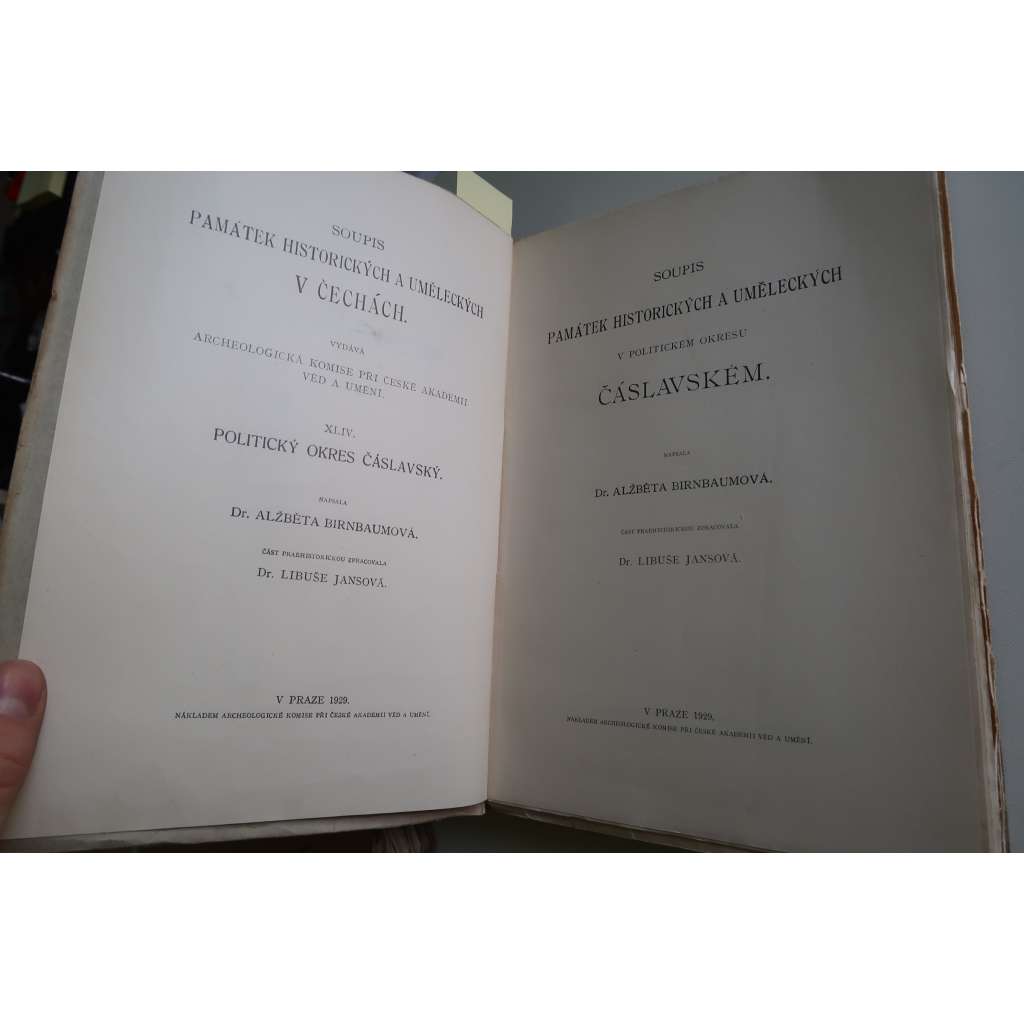 SOUPIS
PAMÁTEK HISTORICKÝCH A UMĚLECKÝCH
V ČECHÁCH.
VYDÁVÁ
ARCHEOLOGICKÁ KOMISE PŘI ČESKÉ AKADEMII
VĚD A UMĚNÍ.
XLIV.
POLITICKÝ OKRES ČÁSLAVSKÝ.
NAPSALA
Dr. ALŽBĚTA BIRNBAUMOVÁ.
ČÁST PRAEHISTORICKOU ZPRACOVALA
Dr. LIBUŠE JANSOVÁ.
V PRAZE 1929.
NÁKLADEM ARCHEOLOGICKÉ KOMISE PŘI ČESKÉ AKADEMII VĚD A UMĚNÍ.
SOUPIS
PAMÁTEK HISTORICKÝCH A UMĚLECKÝCH
V POLITICKÉM OKRESU
ČÁSLAVSKÉM.
NAPSALA
Dr. ALŽBĚTA BIRNBAUMOVÁ.
ČÁST PRAEHISTORICKOU ZPRACOVALA
Dr. LIBUŠE JANSOVÁ.
V PRAZE 1929.
NÁKLADEM ARCHEOLOGICKÉ KOMISE PŘI ČESKÉ AKADEMII VĚD A UMĚNÍ.